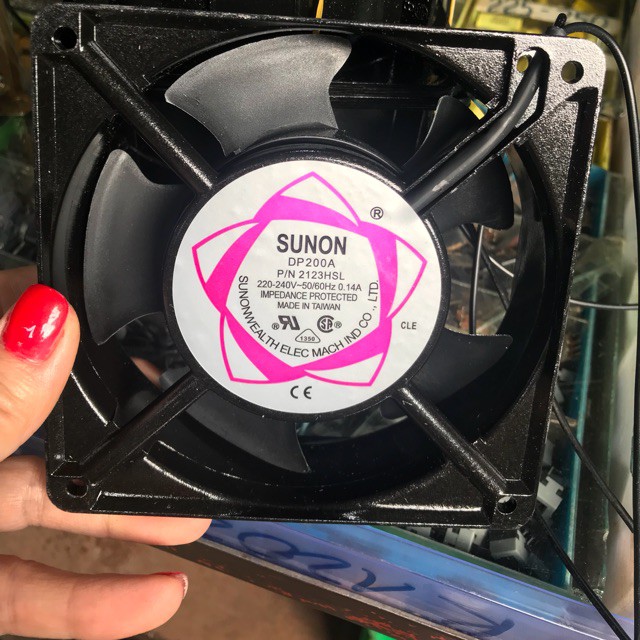 SUNON
®
DP200A
P/N 2123HSL
220-240V~50/60Hz 0.14A
IMPEDANCE PROTECTED
MADE IN TAIWAN
SUNONWEALTH ELEC MACH IND CO., LTD.
CLE
1350
CE